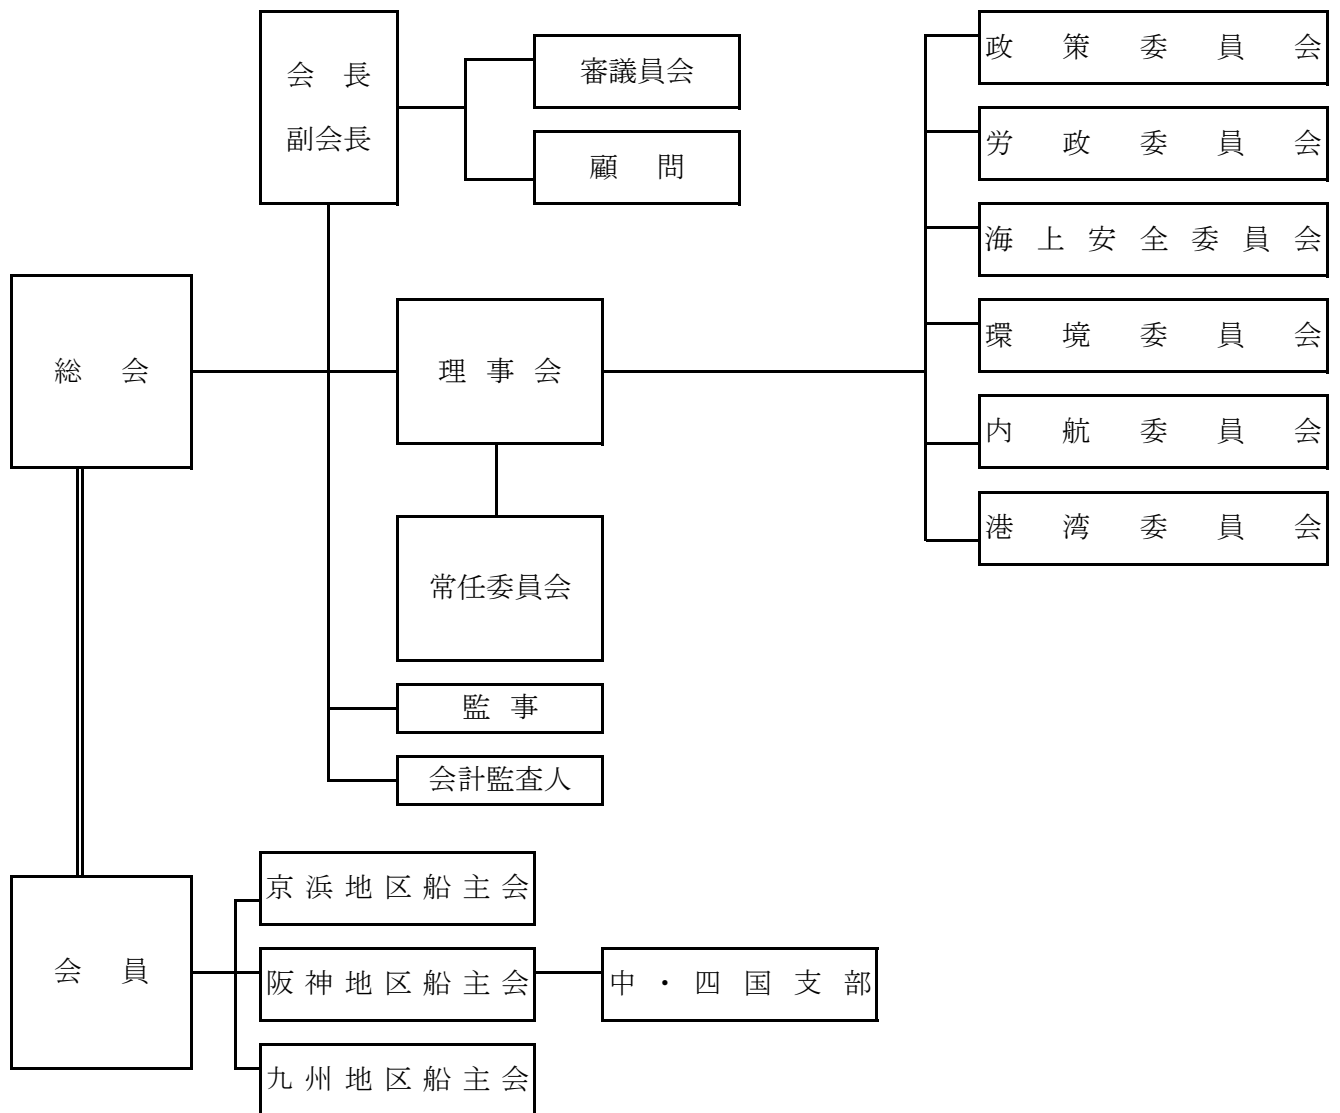 会長
副会長
審議員会
顧問
政策委員会
労政委員会
海上安全委員会
環境委員会
内航委員会
港湾委員会
総会
理事会
常任委員会
監事
会計監査人
会員
京浜地区船主会
阪神地区船主会
中・四国支部
九州地区船主会